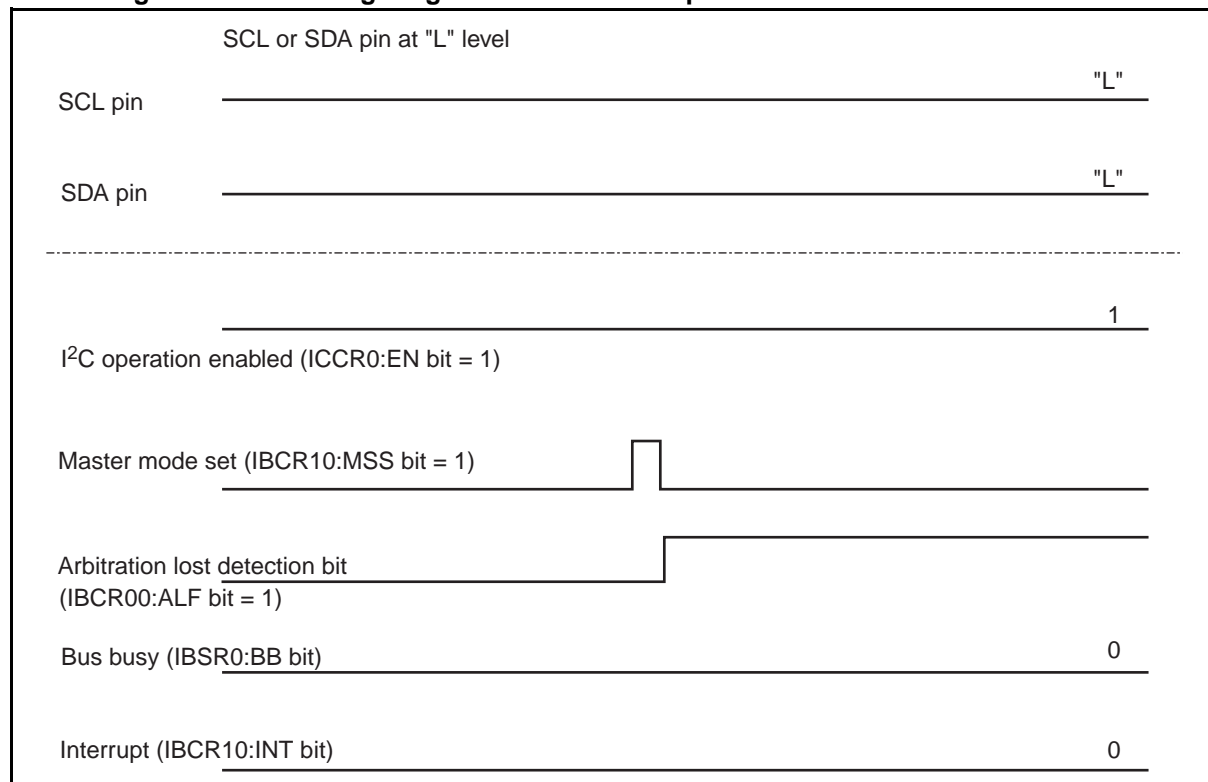 SCL or SDA pin at "L" level
"L"
SCL pin
"L"
SDA pin
1
I²C operation enabled (ICCR0:EN bit = 1)
Master mode set (IBCR10:MSS bit = 1)
Arbitration lost detection bit
(IBCR00:ALF bit = 1)
Bus busy (IBSR0:BB bit)
0
Interrupt (IBCR10:INT bit)
0